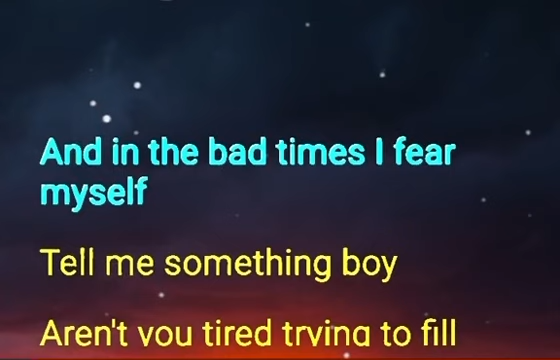 And in the bad times I fear
myself
Tell me something boy
Aren't you tired trying to fill